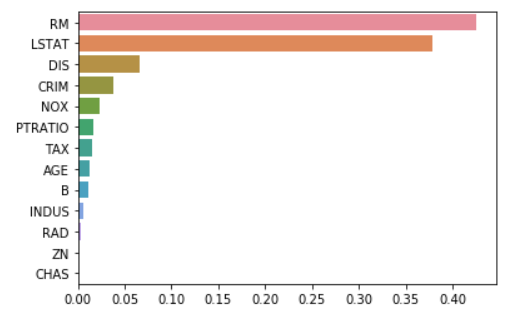 RM
LSTAT
DIS
CRIM
NOX
PTRATIO
TAX
AGE
B
INDUS
RAD
ZN
CHAS
0.00 0.05 0.10 0.15 0.20 0.25 0.30 0.35 0.40